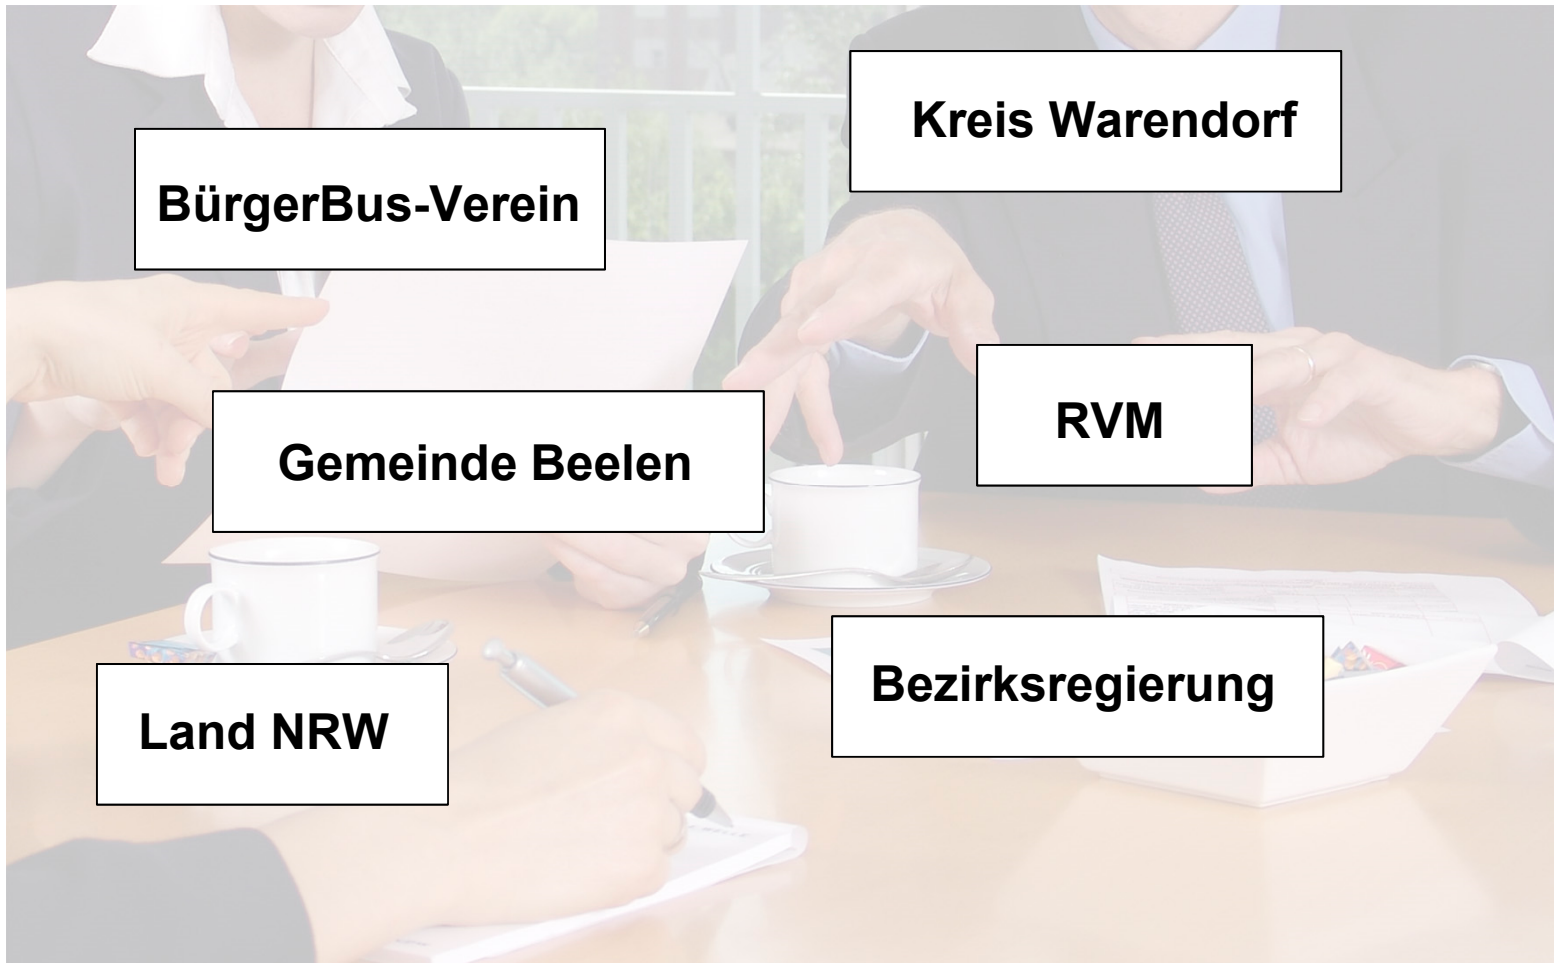 Kreis Warendorf
BürgerBus-Verein
RVM
Gemeinde Beelen
Bezirksregierung
Land NRW